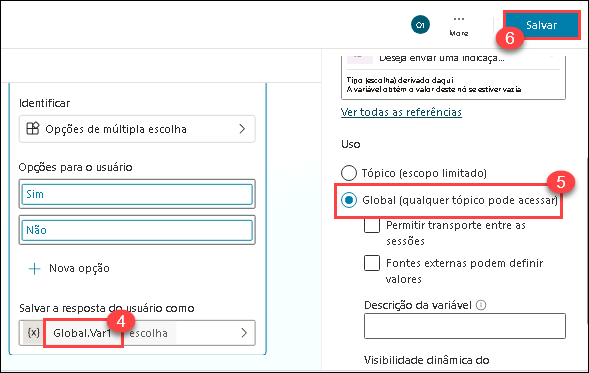 O1
More
6
Salvar
Identificar
Opções de múltipla escolha
Opções para o usuário
Sim
Não
Nova opção
Salvar a resposta do usuário como
4
{x} Global.Var1 escolha
Deseja enviar uma indicaç...
Tipo (escolha) derivado daqui
A variável obtém o valor deste nó se estiver vazia
Ver todas as referências
Uso
Tópico (escopo limitado)
5
Global (qualquer tópico pode acessar)
Permitir transporte entre as
sessões
Fontes externas podem definir
valores
Descrição da variável
Visibilidade dinâmica do